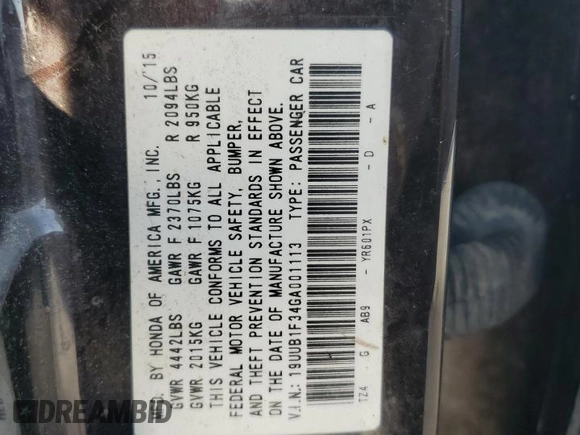 MFD. BY HONDA OF AMERICA MFG., INC. 10/15
GVWR 4442LBS GAWR F 2370LBS R 2094LBS
GVWR 2015KG GAWR F 1075KG R 950KG
THIS VEHICLE CONFORMS TO ALL APPLICABLE
FEDERAL MOTOR VEHICLE SAFETY, BUMPER,
AND THEFT PREVENTION STANDARDS IN EFFECT
ON THE DATE OF MANUFACTURE SHOWN ABOVE.
V.I.N.: 19UUB1F34GA001113 TYPE: PASSENGER CAR
TZ4 - G AB9 - YR601PX - D - A
DREAMBID